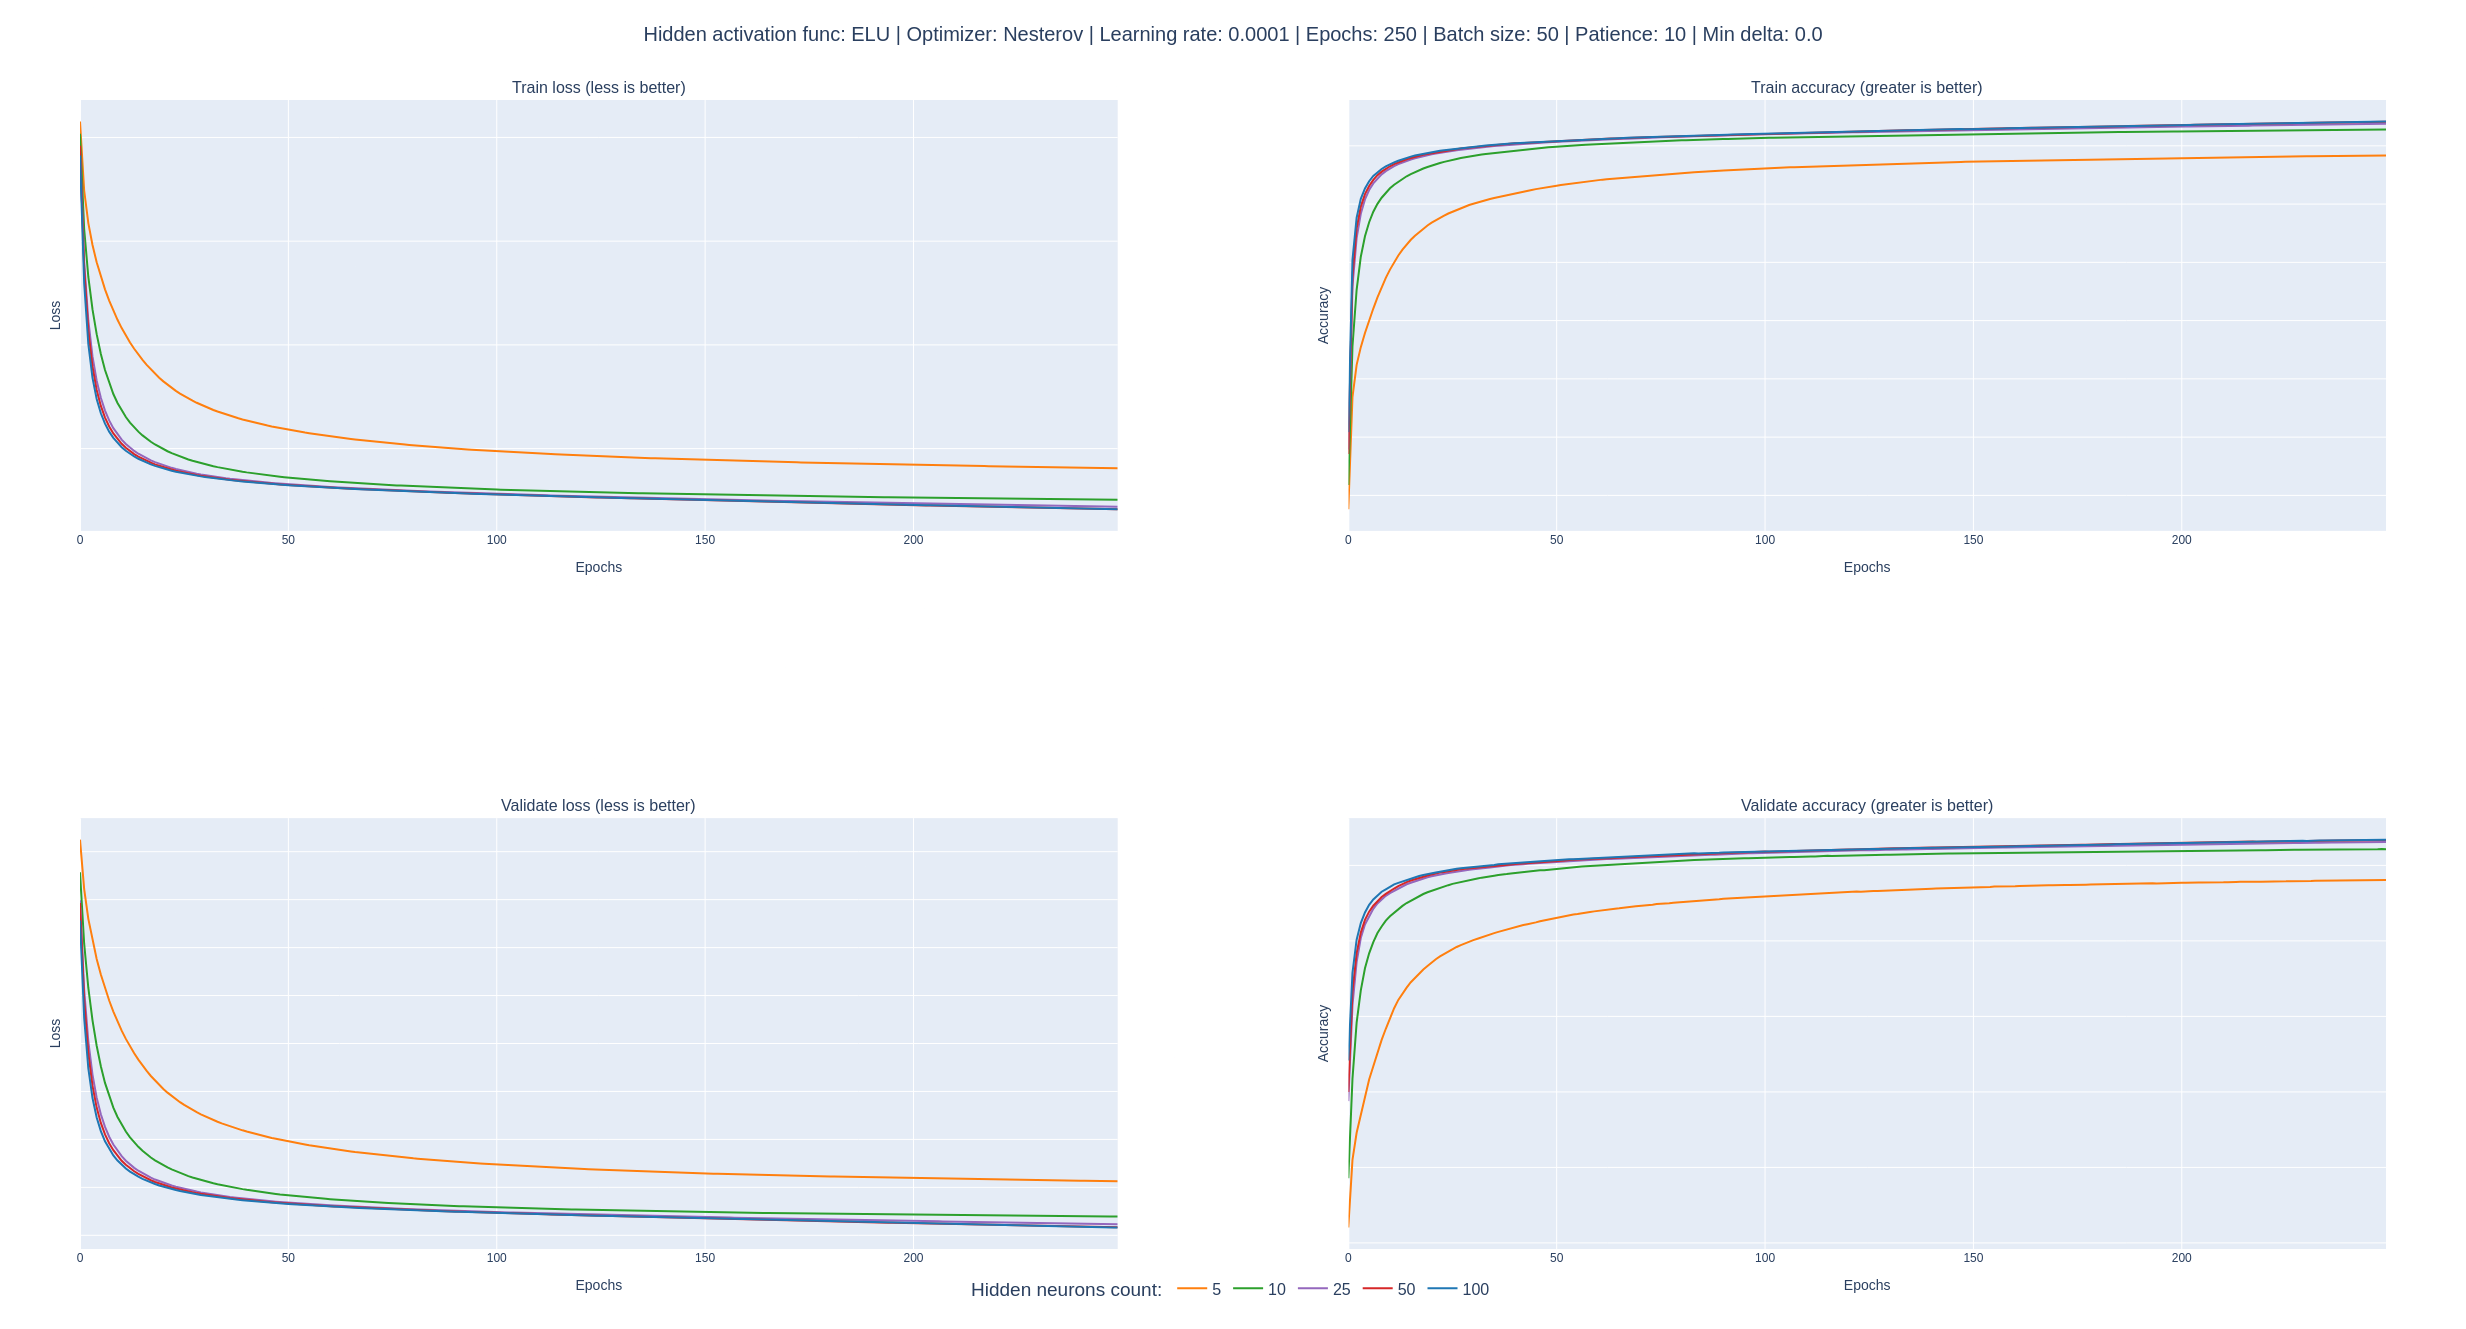 Hidden activation func: ELU | Optimizer: Nesterov | Learning rate: 0.0001 | Epochs: 250 | Batch size: 50 | Patience: 10 | Min delta: 0.0
Train loss (less is better)
Loss
0 50 100 150 200
Epochs
Train accuracy (greater is better)
Accuracy
0 50 100 150 200
Epochs
Validate loss (less is better)
Loss
0 50 100 150 200
Epochs
Validate accuracy (greater is better)
Accuracy
0 50 100 150 200
Epochs
Hidden neurons count: 5 10 25 50 100